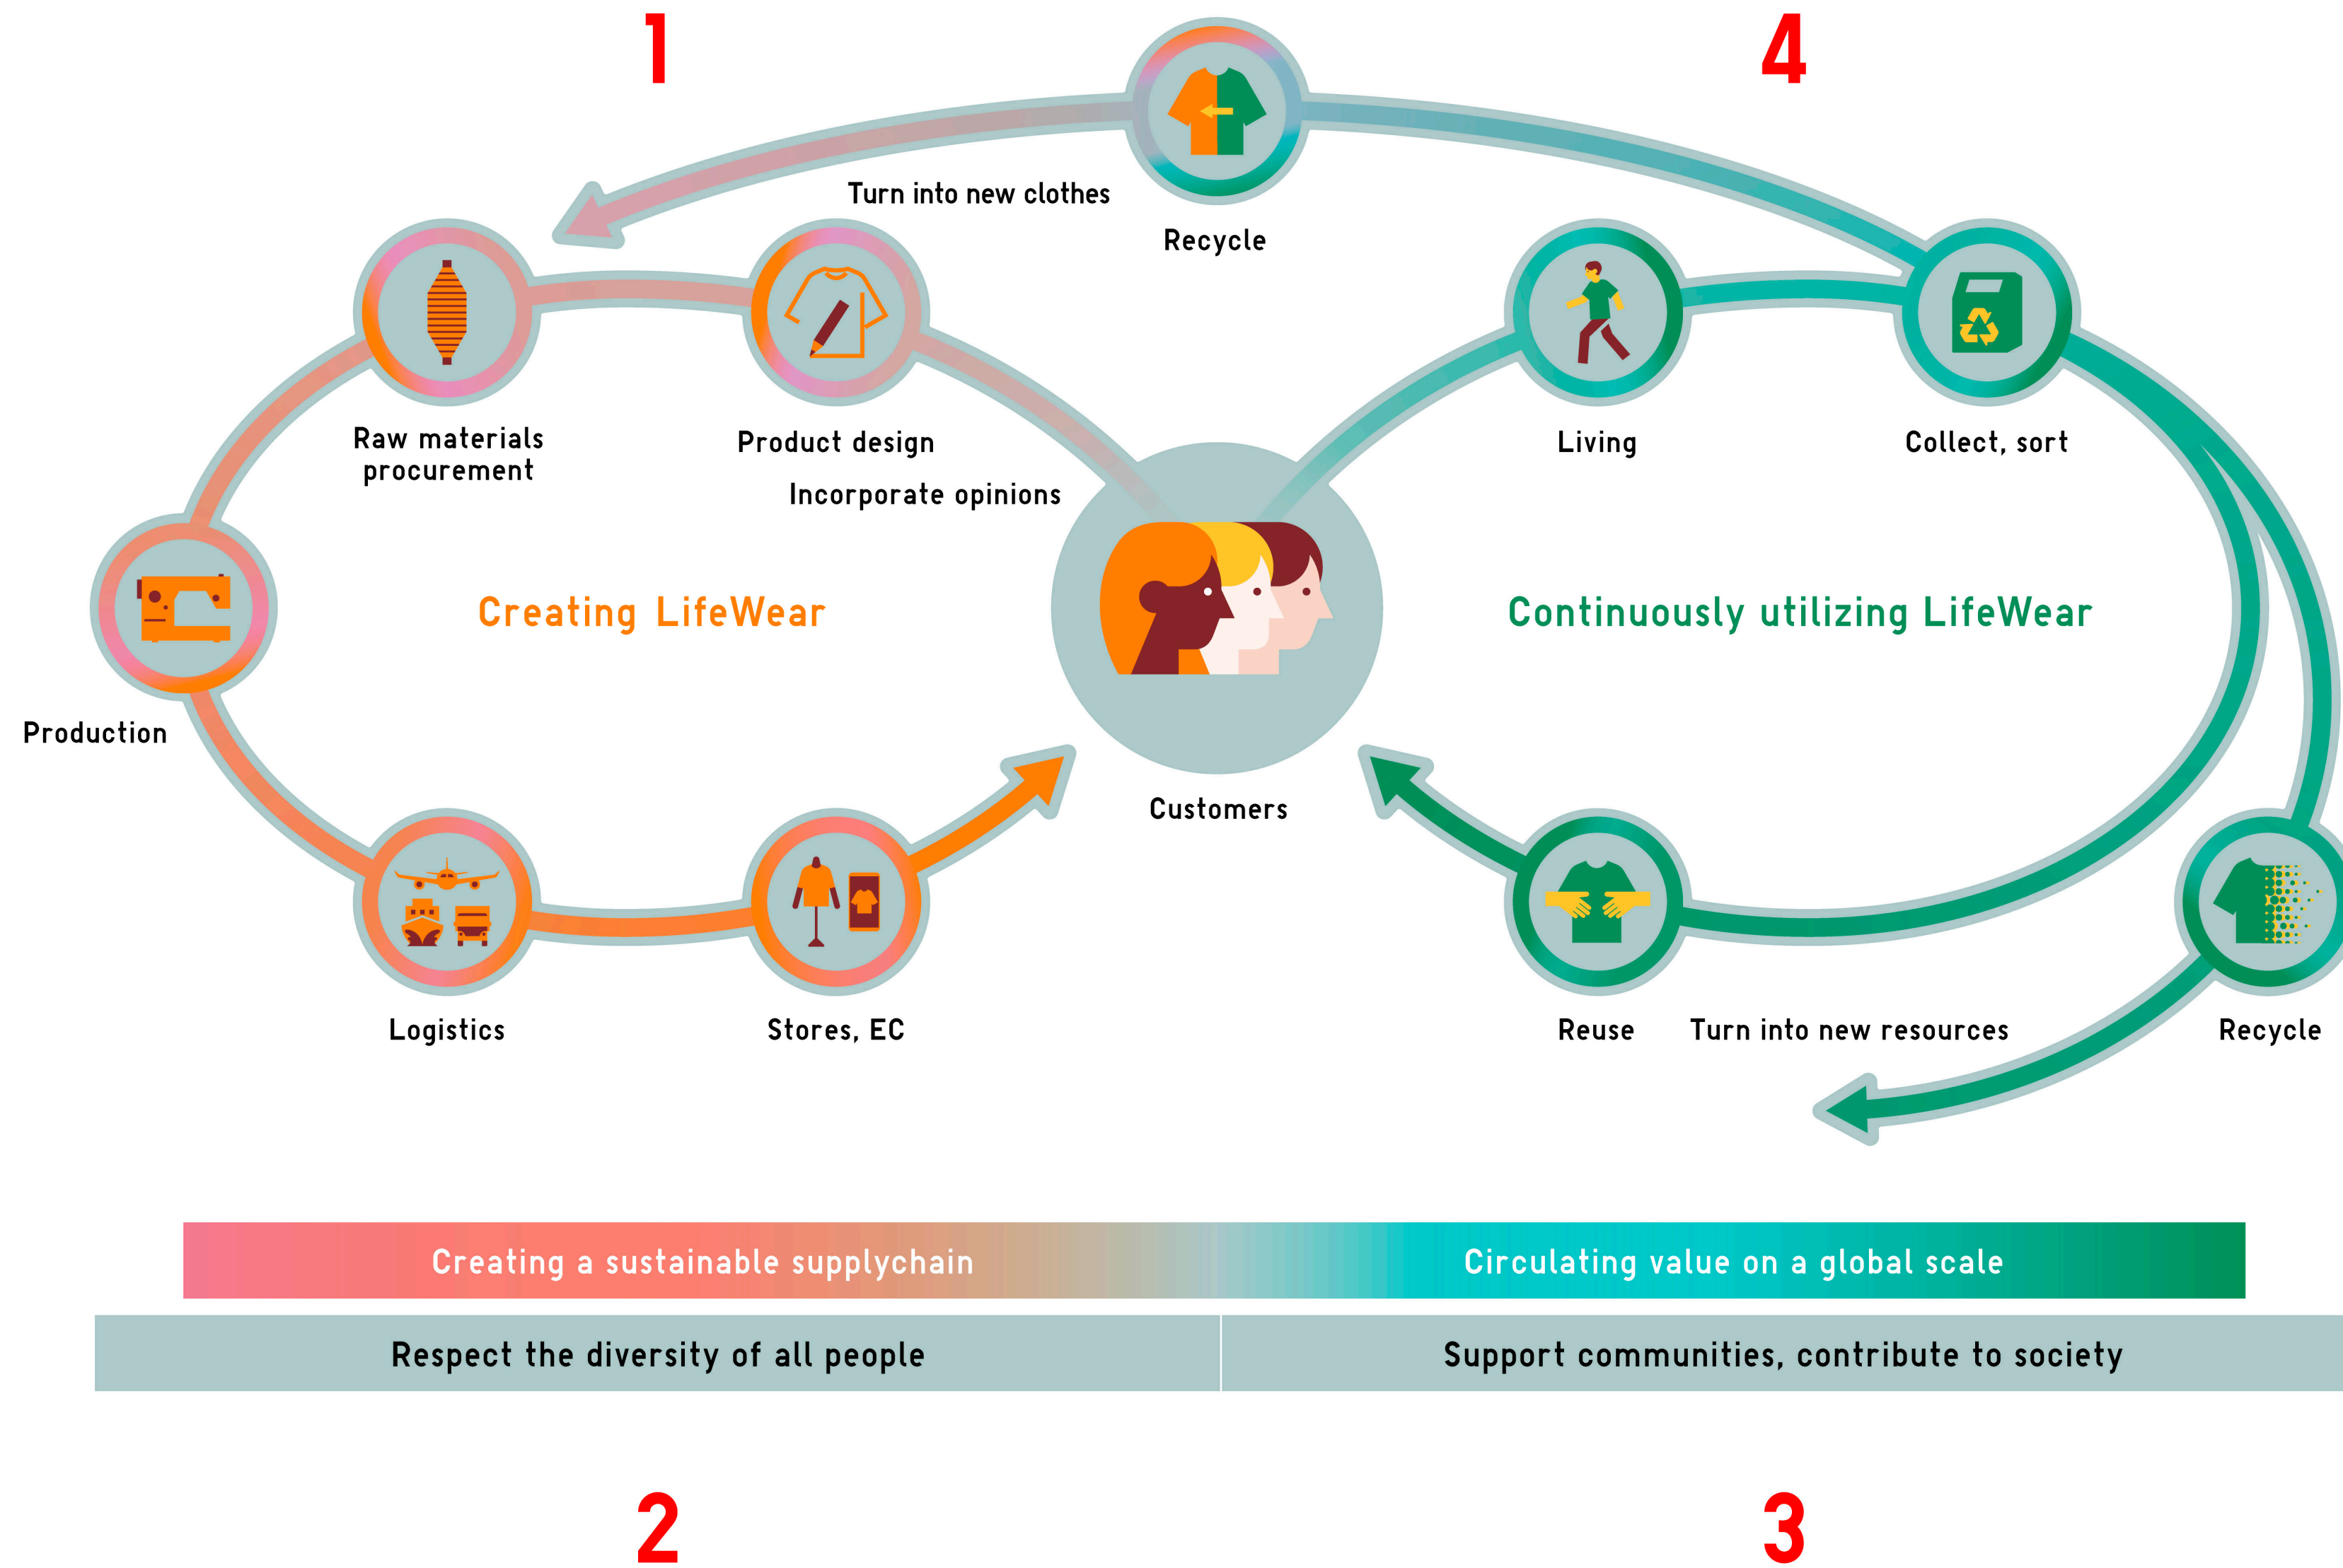 1
4
Turn into new clothes
Recycle
Raw materials
procurement
Product design
Incorporate opinions
Living
Collect, sort
Creating LifeWear
Continuously utilizing LifeWear
Production
Customers
Logistics
Stores, EC
Reuse
Turn into new resources
Recycle
Creating a sustainable supplychain
Circulating value on a global scale
Respect the diversity of all people
Support communities, contribute to society
2
3